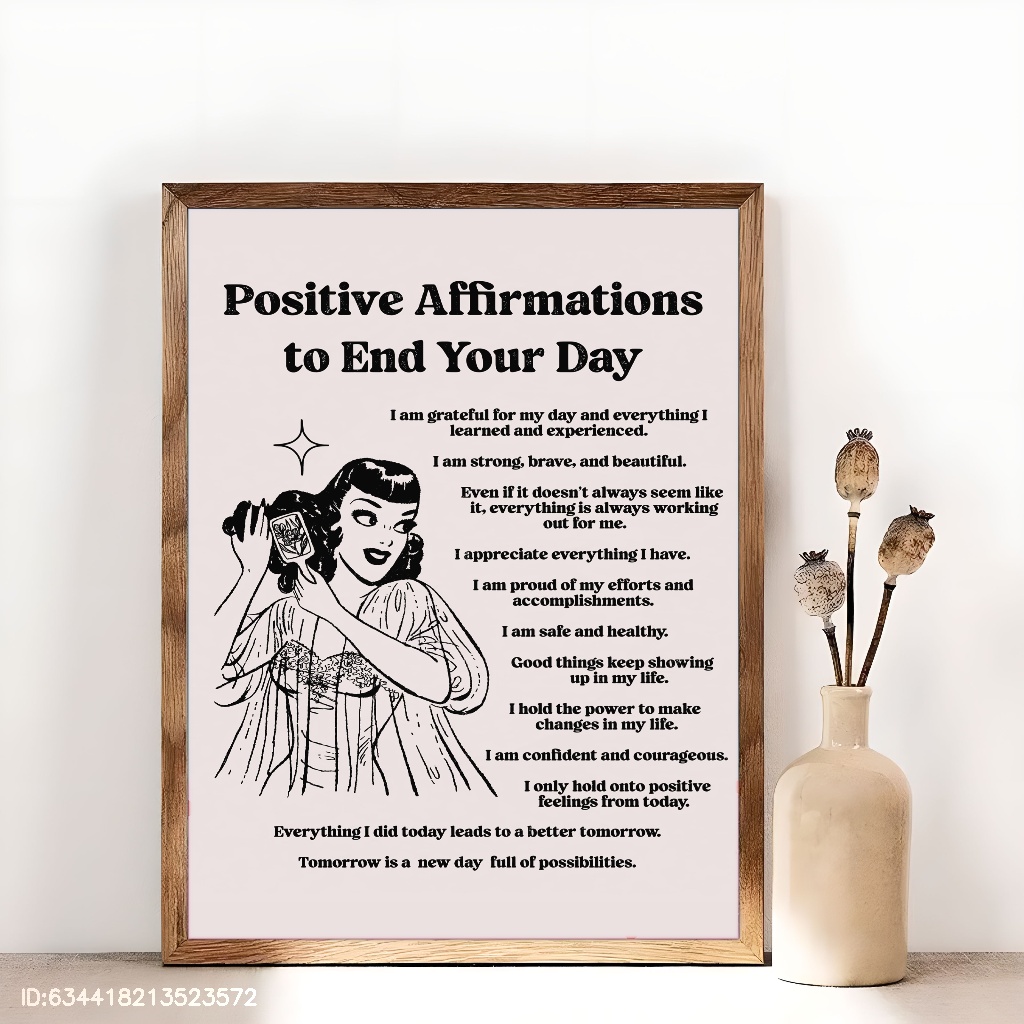 Positive Affirmations
to End Your Day
I am grateful for my day and everything I
learned and experienced.
I am strong, brave, and beautiful.
Even if it doesn't always seem like
it, everything is always working
out for me.
I appreciate everything I have.
I am proud of my efforts and
accomplishments.
I am safe and healthy.
Good things keep showing
up in my life.
I hold the power to make
changes in my life.
I am confident and courageous.
I only hold onto positive
feelings from today.
Everything I did today leads to a better tomorrow.
Tomorrow is a new day full of possibilities.
ID:634418213523572